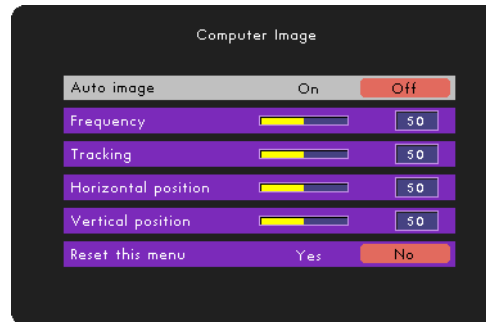 Computer Image
Auto image On Off
Frequency 50
Tracking 50
Horizontal position 50
Vertical position 50
Reset this menu Yes No